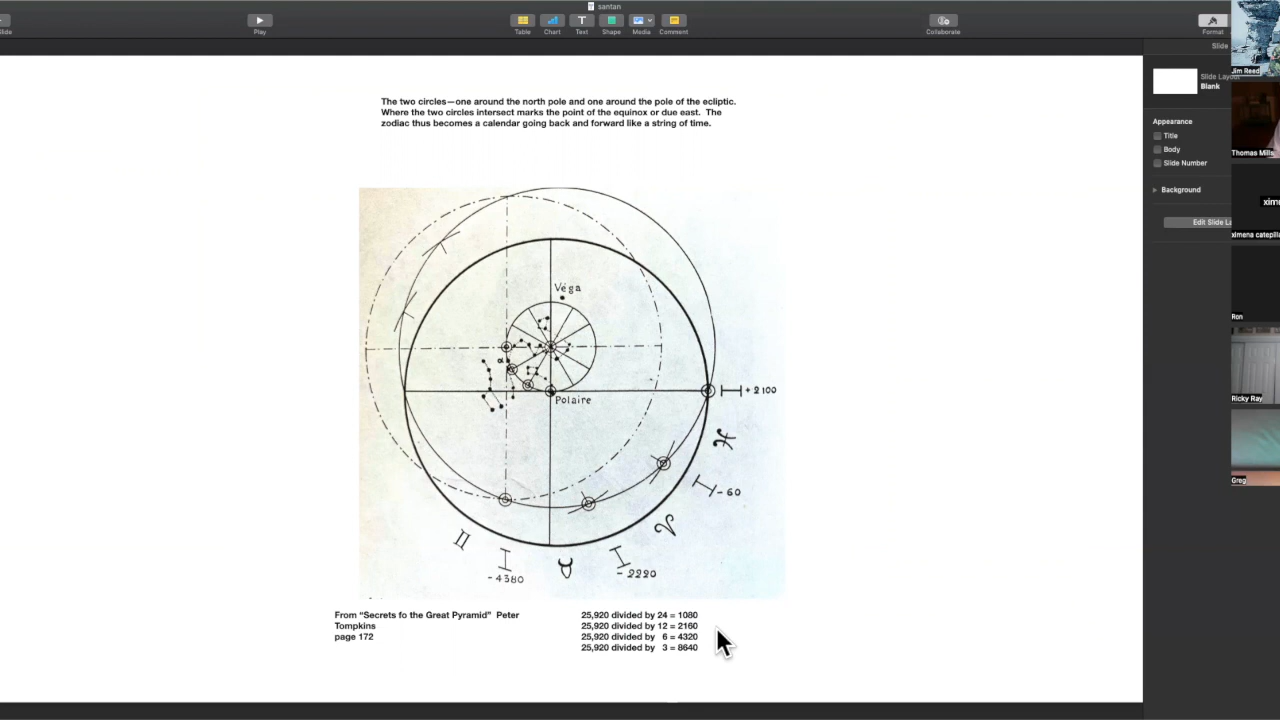 santan
Play
Table
Chart
Text
Shape
Media
Comment
Collaborate
Format
Slide
Jim Reed
Blank
Thomas Mills
Appearance
Title
Body
Slide Number
Background
Edit Slide
Ron
Ricky Ray
Greg
The two circles—one around the north pole and one around the pole of the ecliptic.
Where the two circles intersect marks the point of the equinox or due east. The
zodiac thus becomes a calendar going back and forward like a string of time.
Véga
α
Polaire
+ 2100
- 60
- 2220
- 4380
From “Secrets fo the Great Pyramid” Peter
Tompkins
page 172
25,920 divided by 24 = 1080
25,920 divided by 12 = 2160
25,920 divided by 6 = 4320
25,920 divided by 3 = 8640